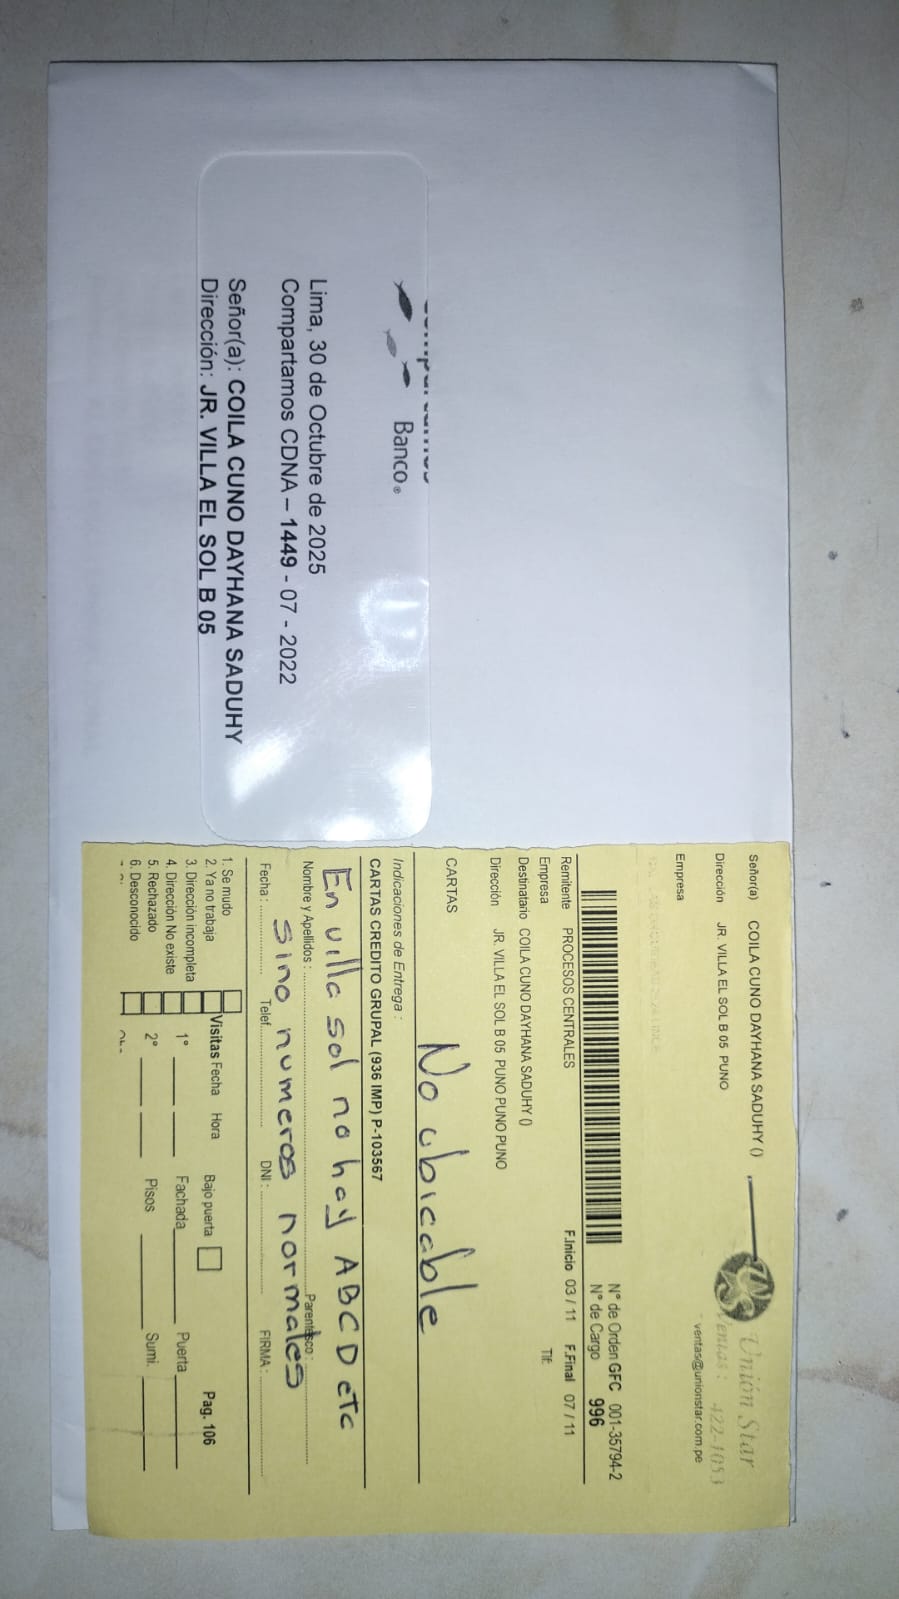 Banco®
Lima, 30 de Octubre de 2025
Compartamos CDNA – 1449 - 07 - 2022
Señor(a): COILA CUNO DAYHANA SADUHY
Dirección: JR. VILLA EL SOL B 05
Señor(a) COILA CUNO DAYHANA SADUHY ()
Dirección JR. VILLA EL SOL B 05 PUNO
Empresa
Unión Star
Ventas: 422-1053
ventas@unionstar.com.pe
N° de Orden GFC 001-35794-2
N° de Cargo 996
Remitente PROCESOS CENTRALES F.Inicio 03 / 11 F.Final 07 / 11
Empresa Tlf:
Destinatario COILA CUNO DAYHANA SADUHY ()
Dirección JR. VILLA EL SOL B 05 PUNO PUNO PUNO
CARTAS
No ubicable
Indicaciones de Entrega :
CARTAS CREDITO GRUPAL (936 IMP) P-103567
En villa sol no hay ABCD etc
Nombre y Apellidos : Parentesco :
sino numeros normales
Fecha : Telef. DNI : FIRMA :
1. Se mudo
2. Ya no trabaja
3. Dirección incompleta
4. Dirección No existe
5. Rechazado
6. Desconocido
Visitas Fecha Hora Bajo puerta Pag. 106
1° Fachada Puerta
2° Pisos Sumi.